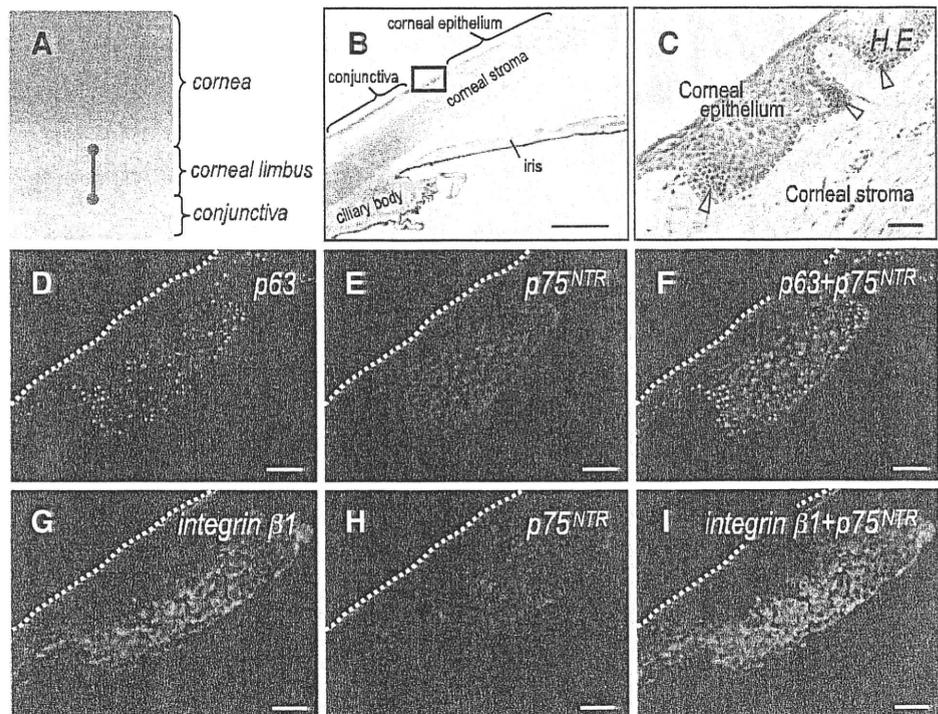 A
cornea
corneal limbus
conjunctiva
B
corneal epithelium
conjunctiva
corneal stroma
iris
ciliary body
C
H.E
Corneal
epithelium
Corneal stroma
D
p63
E
p75NTR
F
p63+p75NTR
G
integrin β1
H
p75NTR
I
integrin β1+p75NTR